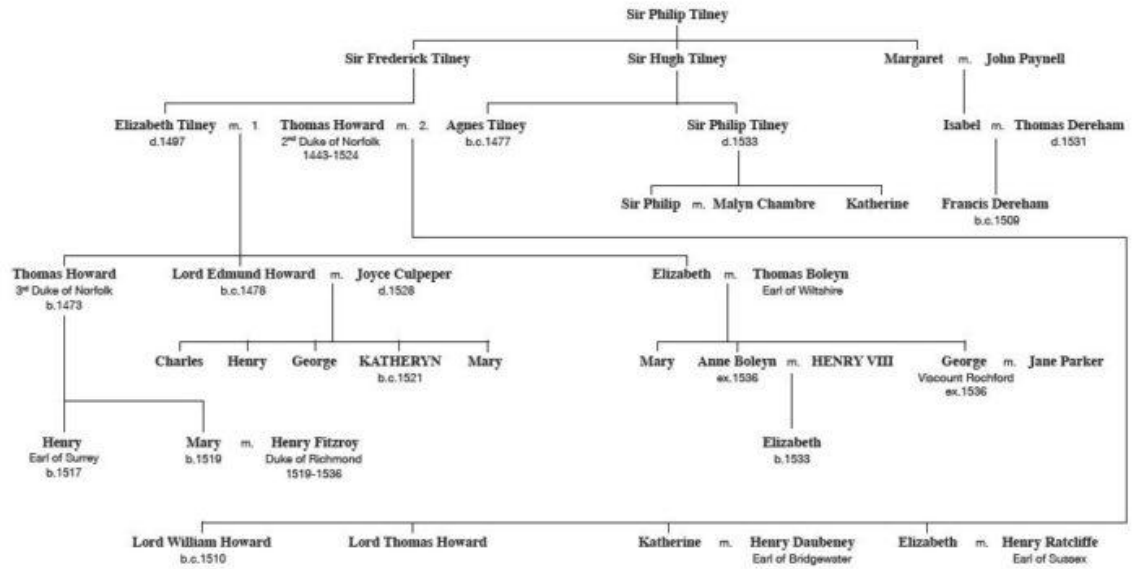 Sir Philip Tilney
Sir Frederick Tilney Sir Hugh Tilney Margaret m. John Paynell
Elizabeth Tilney m. 1. Thomas Howard m. 2. Agnes Tilney Sir Philip Tilney Isabel m. Thomas Dereham
d.1497 2nd Duke of Norfolk b.c.1477 d.1533 d.1531
1443-1524
Sir Philip m. Malyn Chambre Katherine Francis Dereham
b.c.1509
Thomas Howard Lord Edmund Howard m. Joyce Culpeper Elizabeth m. Thomas Boleyn
3rd Duke of Norfolk b.c.1478 d.1528 Earl of Wiltshire
b.1473
Charles Henry George KATHERYN Mary Mary Anne Boleyn m. HENRY VIII George m. Jane Parker
b.c.1521 ex.1536 Viscount Rochford
ex.1536
Henry Mary m. Henry Fitzroy Elizabeth
Earl of Surrey b.1519 Duke of Richmond b.1533
b.1517 1519-1536
Lord William Howard Lord Thomas Howard Katherine m. Henry Daubeney Elizabeth m. Henry Ratcliffe
b.c.1510 Earl of Bridgewater Earl of Sussex